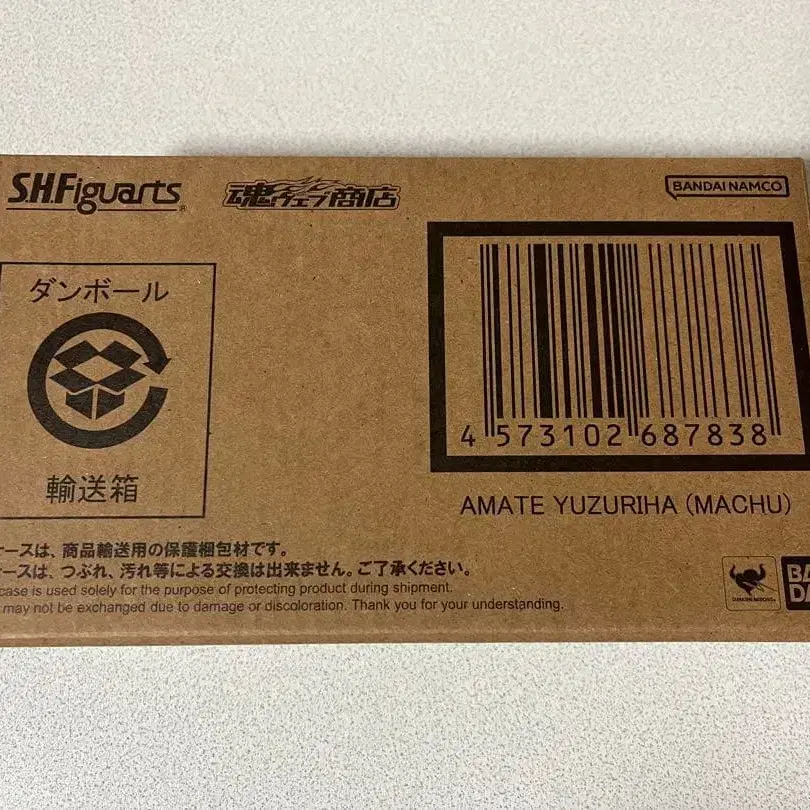 S.H.Figuarts
魂ウェブ商店
BANDAI NAMCO
ダンボール
輸送箱
4 573102 687838
AMATE YUZURIHA (MACHU)
ースは、商品輸送用の保護梱包材です。
ースは、つぶれ、汚れ等による交換は出来ません。ご了承ください。
case is used solely for the purpose of protecting product during shipment.
may not be exchanged due to damage or discoloration. Thank you for your understanding.